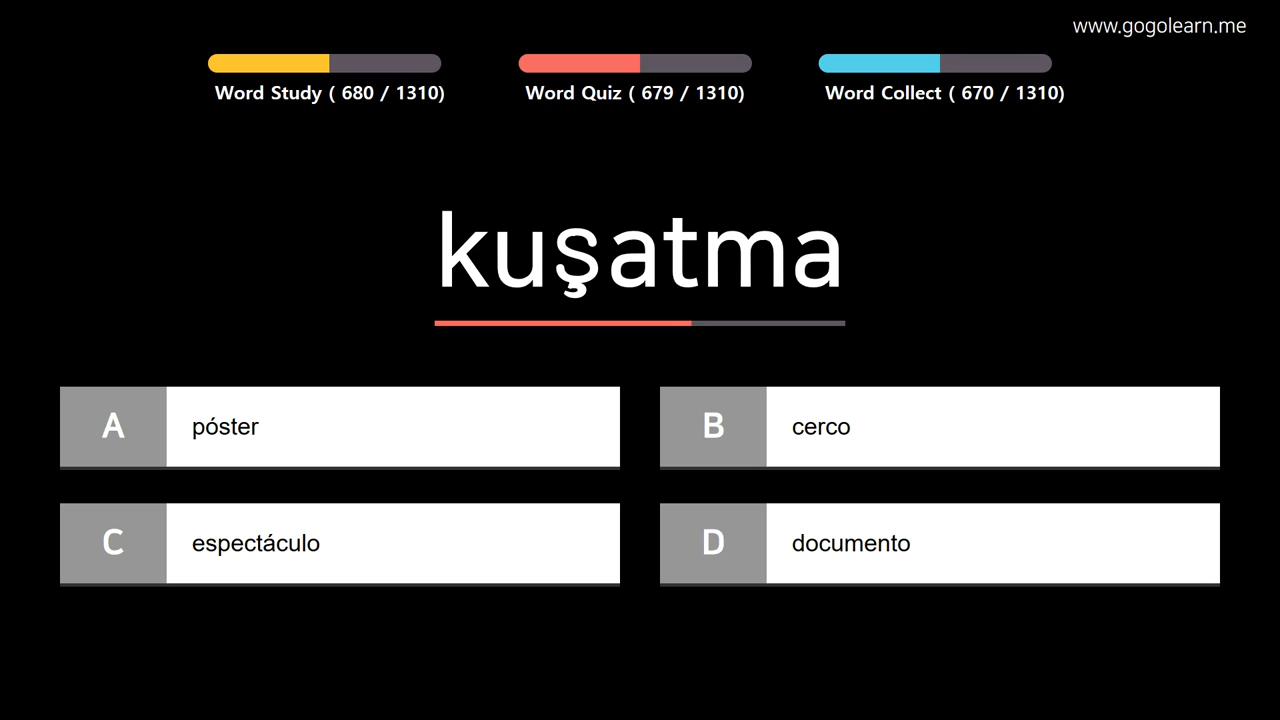 www.gogolearn.me
Word Study ( 680 / 1310)
Word Quiz ( 679 / 1310)
Word Collect ( 670 / 1310)
kuşatma
A póster
B cerco
C espectáculo
D documento